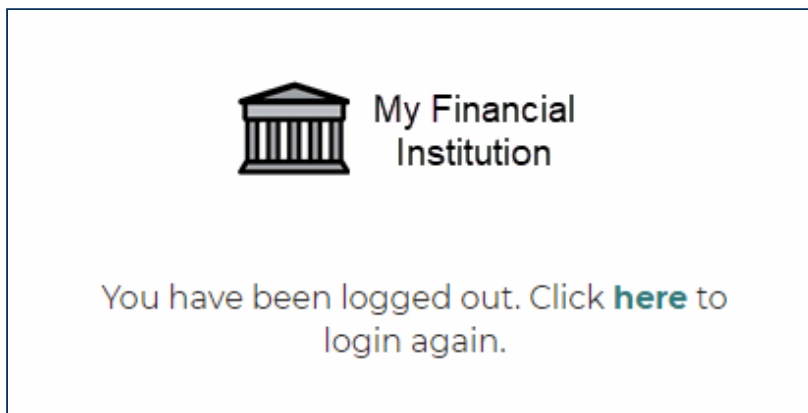 My Financial
Institution
You have been logged out. Click here to
login again.